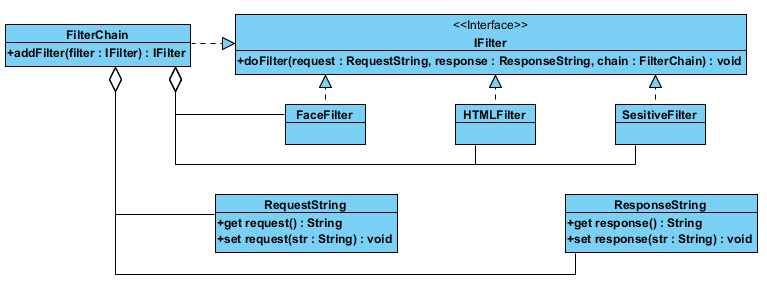 FilterChain
+addFilter(filter : IFilter) : IFilter
<<Interface>>
IFilter
+doFilter(request : RequestString, response : ResponseString, chain : FilterChain) : void
FaceFilter
HTMLFilter
SesitiveFilter
RequestString
+get request() : String
+set request(str : String) : void
ResponseString
+get response() : String
+set response(str : String) : void